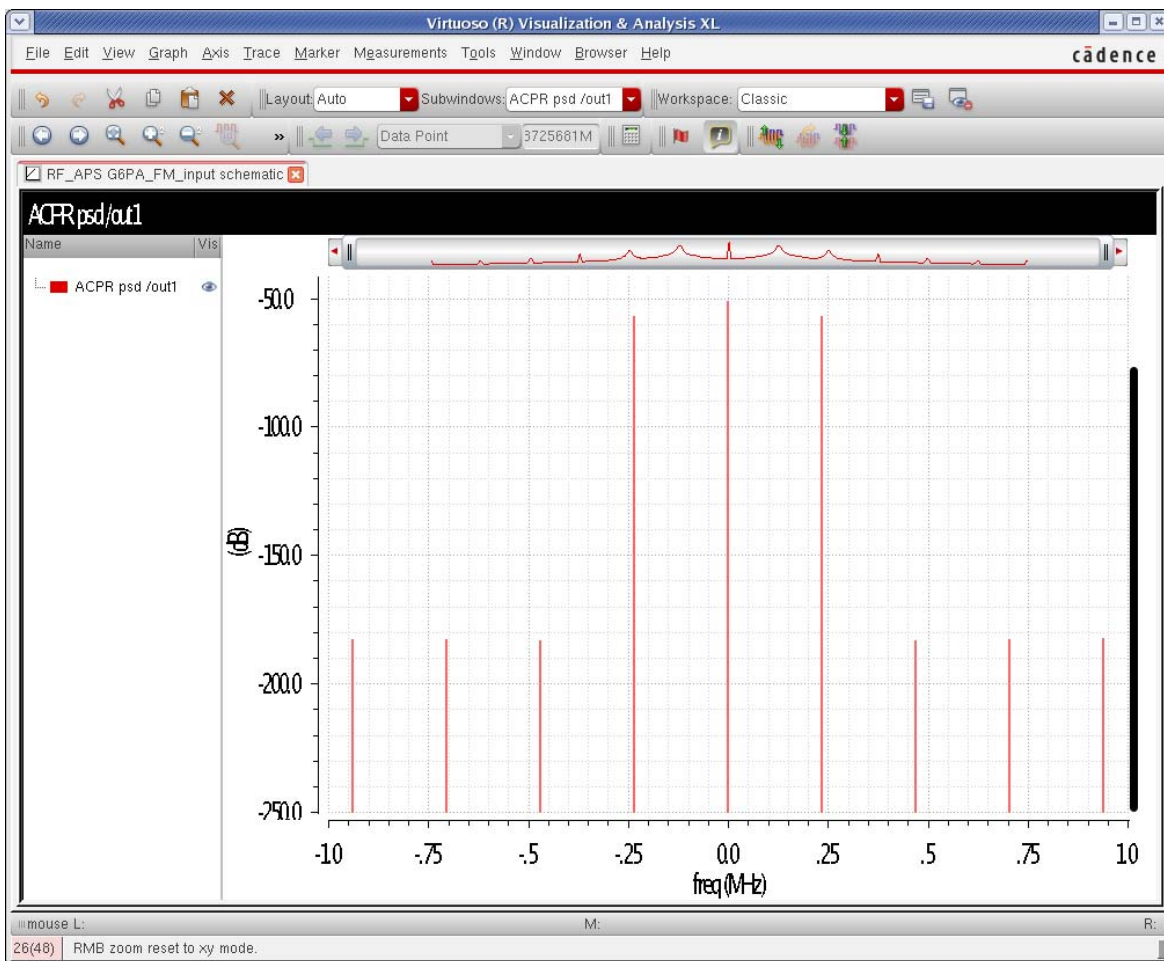 Virtuoso (R) Visualization & Analysis XL
File Edit View Graph Axis Trace Marker Measurements Tools Window Browser Help
cādence
Layout: Auto Subwindows: ACPR psd /out1 Workspace: Classic
» Data Point 3725681M
RF_APS G6PA_FM_input schematic
ACPR psd /out1
Name Vis
ACPR psd /out1
-50.0
-100.0
-150.0
-200.0
-250.0
(dB)
-1.0 -.75 -.5 -.25 0.0 .25 .5 .75 1.0
freq (MHz)
mouse L: M: R:
26(48) RMB zoom reset to xy mode.